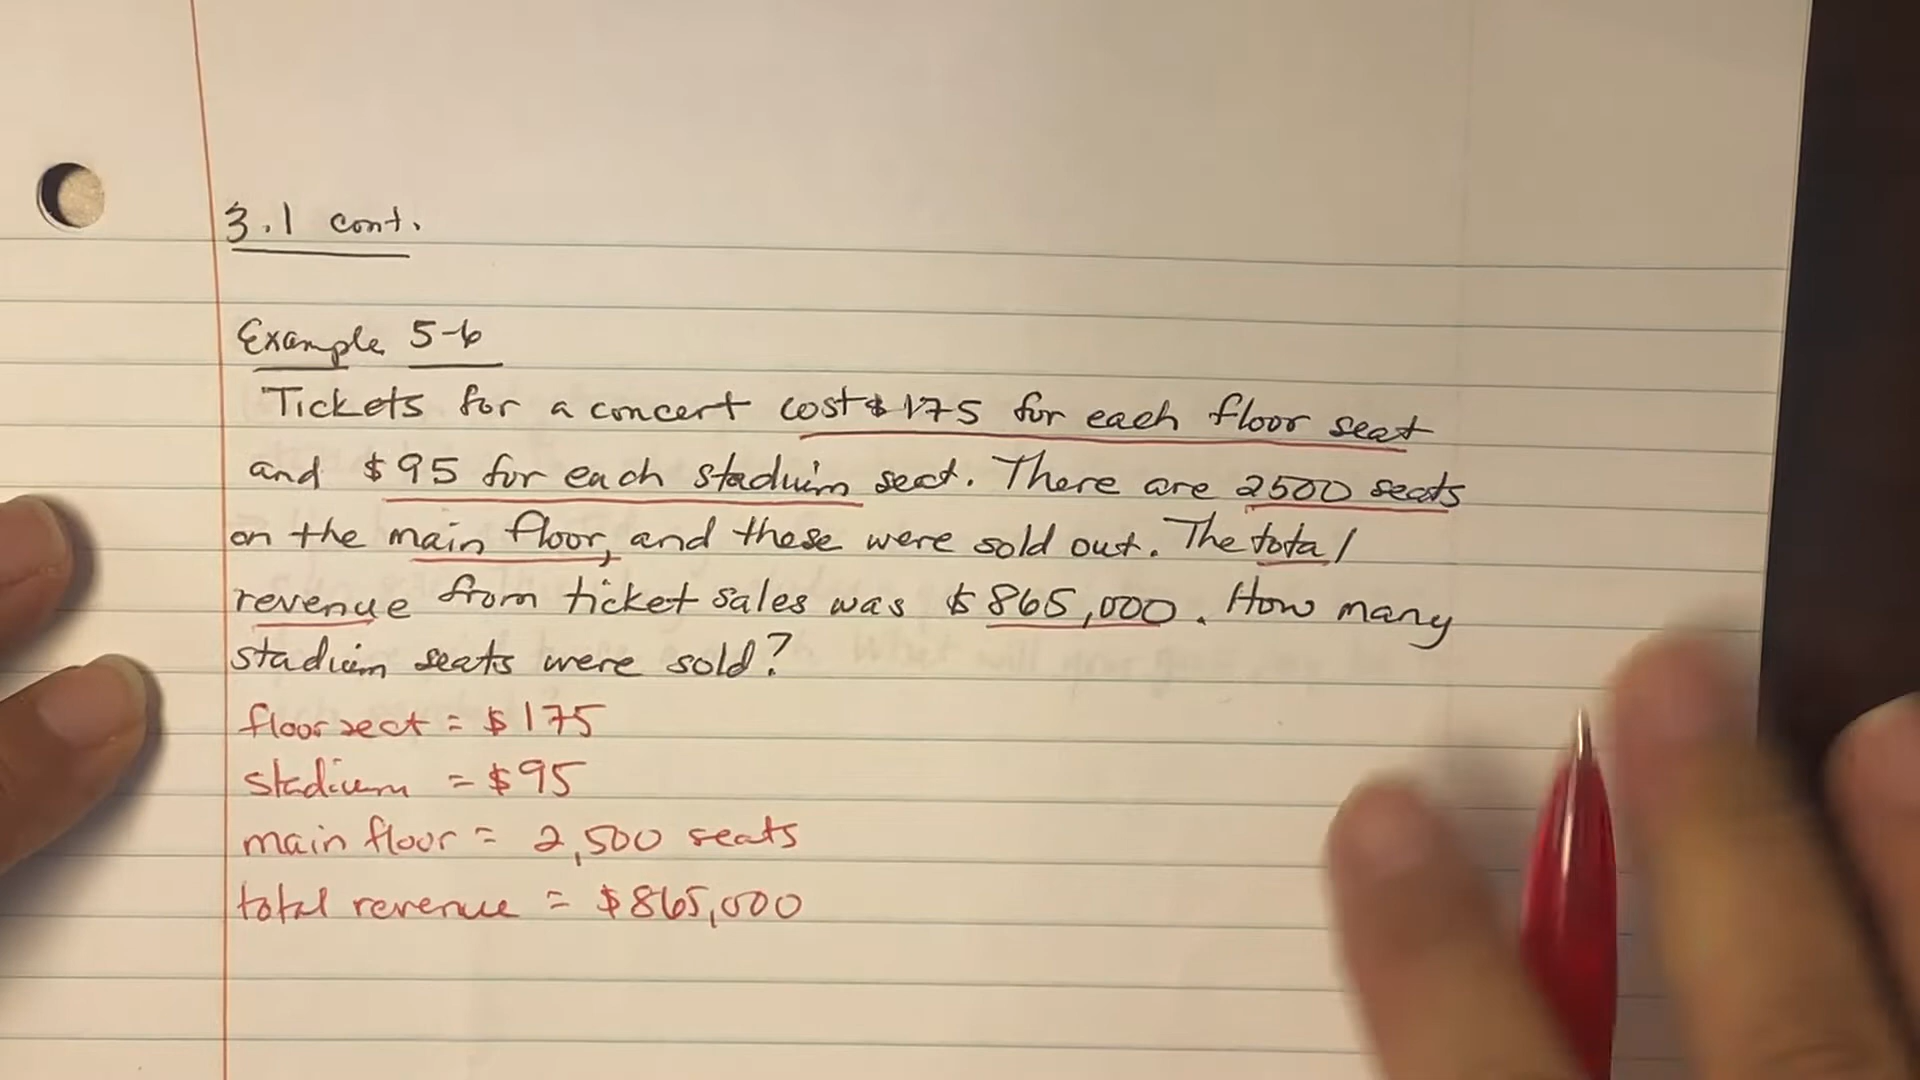 3.1 cont.
Example 5-6
Tickets for a concert cost $175 for each floor seat
and $95 for each stadium seat. There are 2500 seats
on the main floor, and these were sold out. The total
revenue from ticket sales was $865,000. How many
stadium seats were sold?
floor seat = $175
stadium = $95
main floor = 2,500 seats
total revenue = $865,000